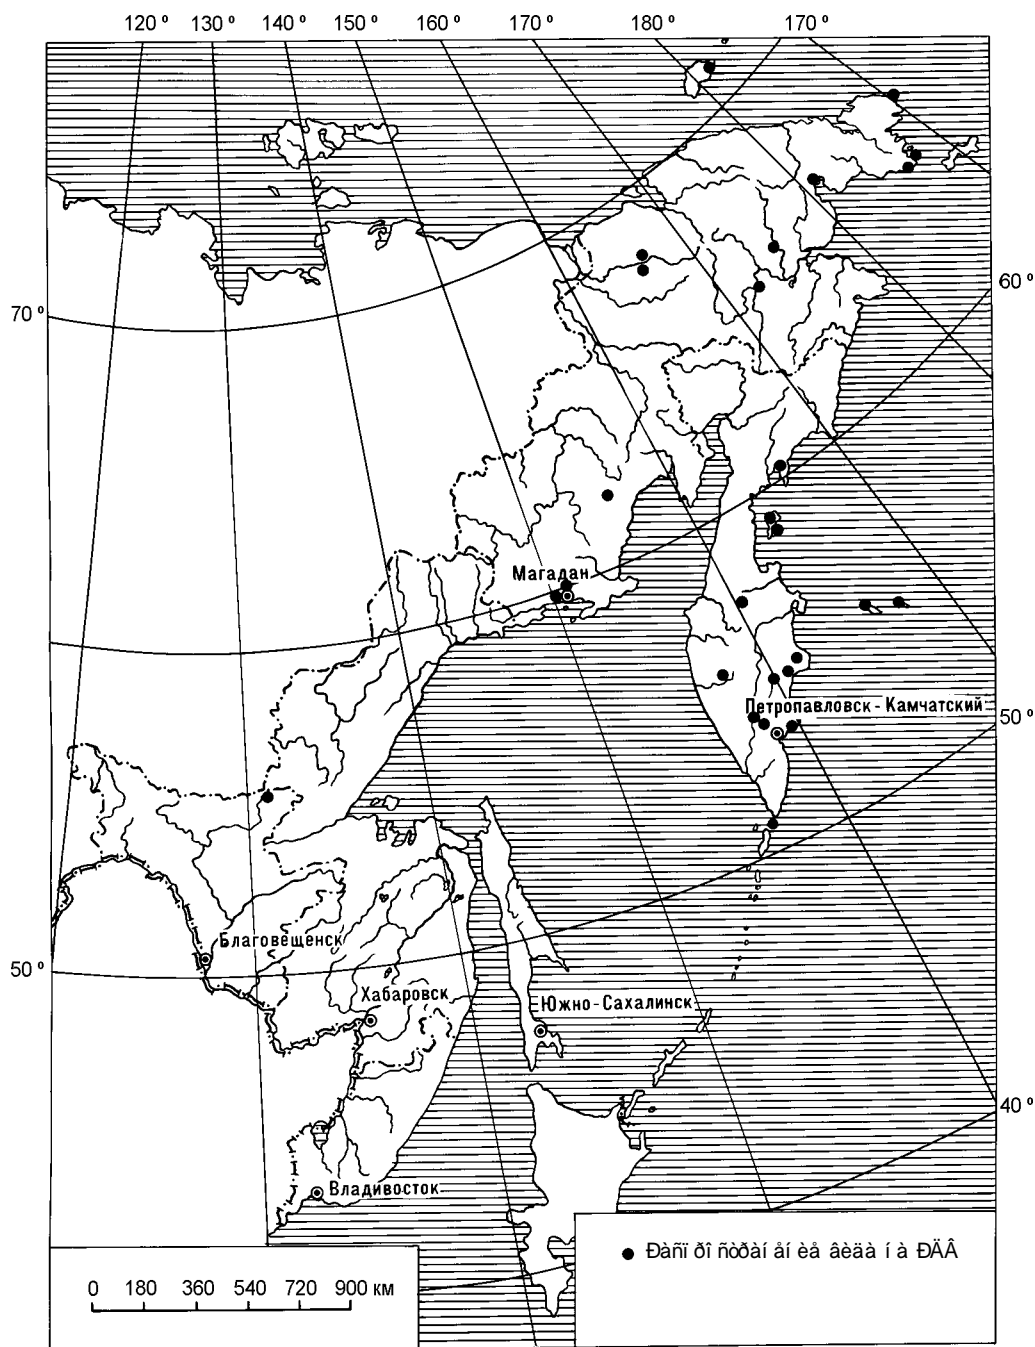 120 º 130 º 140 º 150 º 160 º 170 º 180 º 170 º
60 º
70 º
Магадан
Петропавловск - Камчатский
50 º
Благовещенск
50 º
Хабаровск
Южно-Сахалинск
40 º
Владивосток
Ðàñï ðî ñòðàí åí èå âèäà í à ÐÄÂ
0 180 360 540 720 900 км